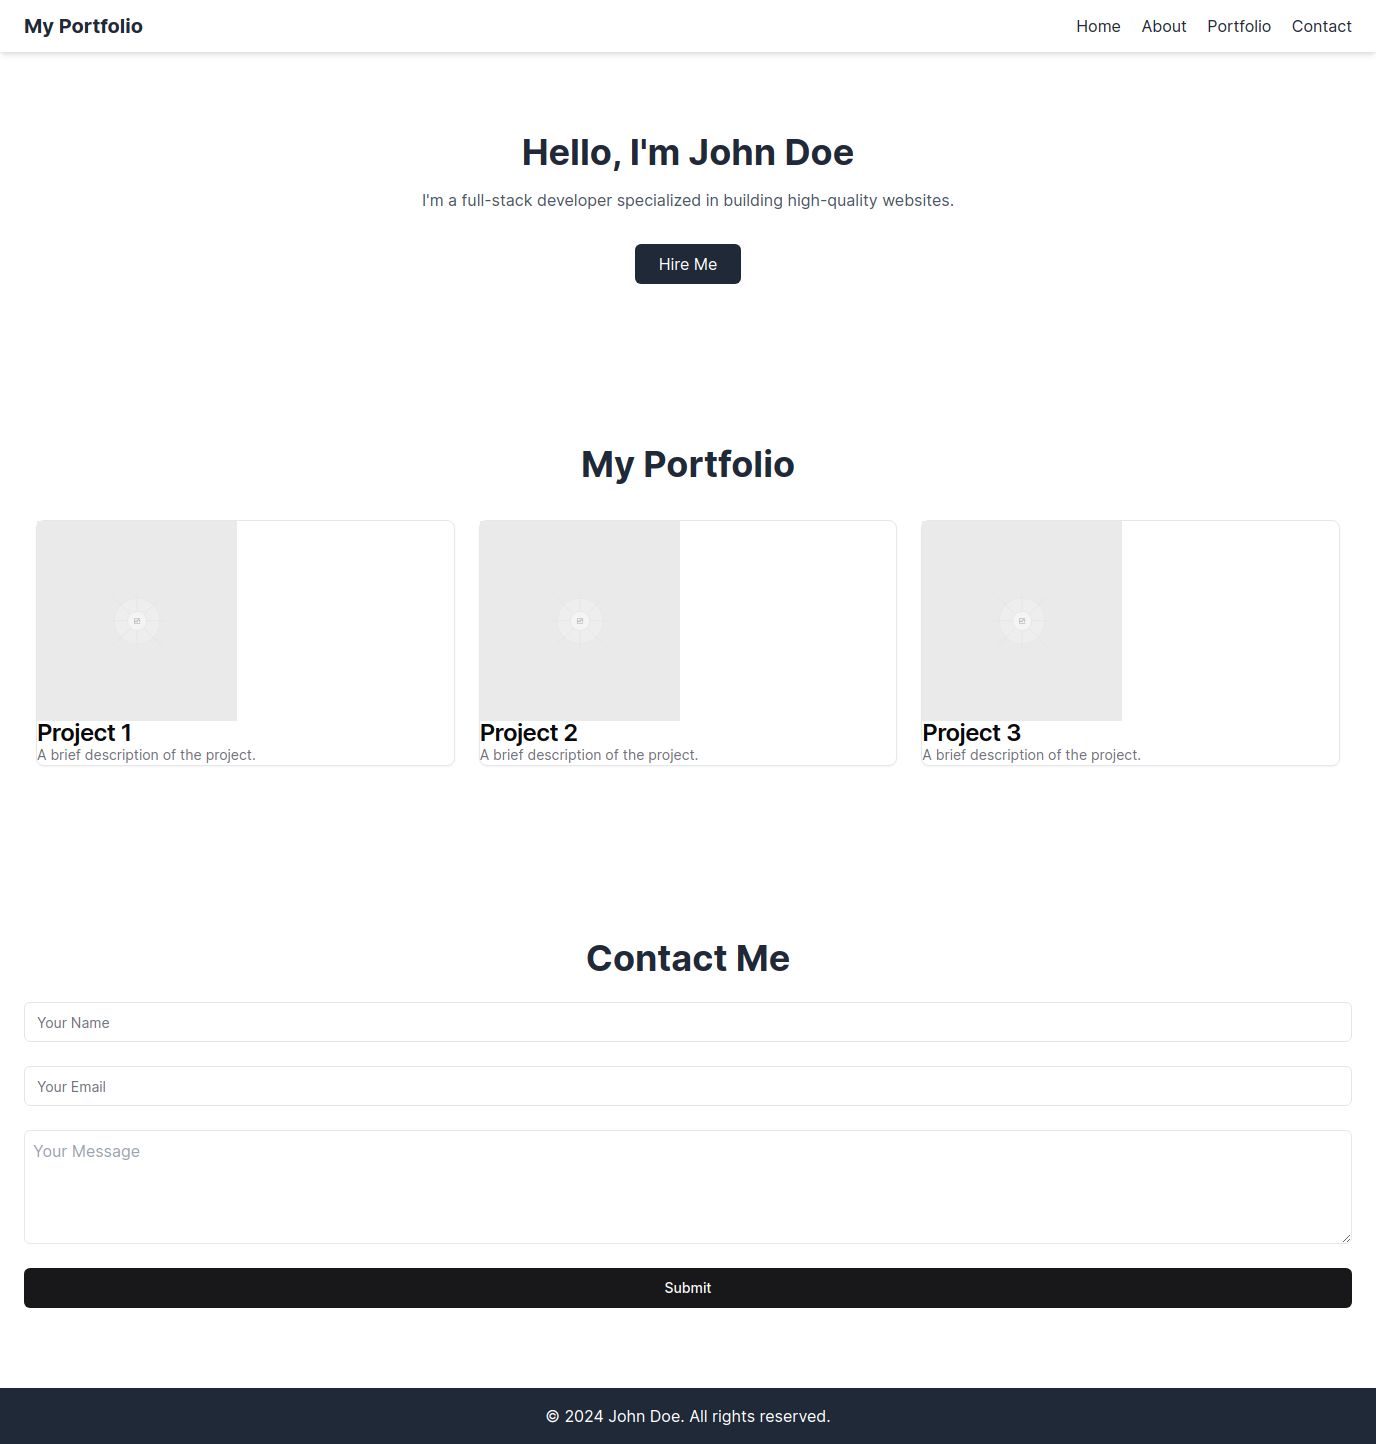 My Portfolio
Home About Portfolio Contact
Hello, I'm John Doe
I'm a full-stack developer specialized in building high-quality websites.
Hire Me
My Portfolio
Project 1
A brief description of the project.
Project 2
A brief description of the project.
Project 3
A brief description of the project.
Contact Me
Your Name
Your Email
Your Message
Submit
© 2024 John Doe. All rights reserved.